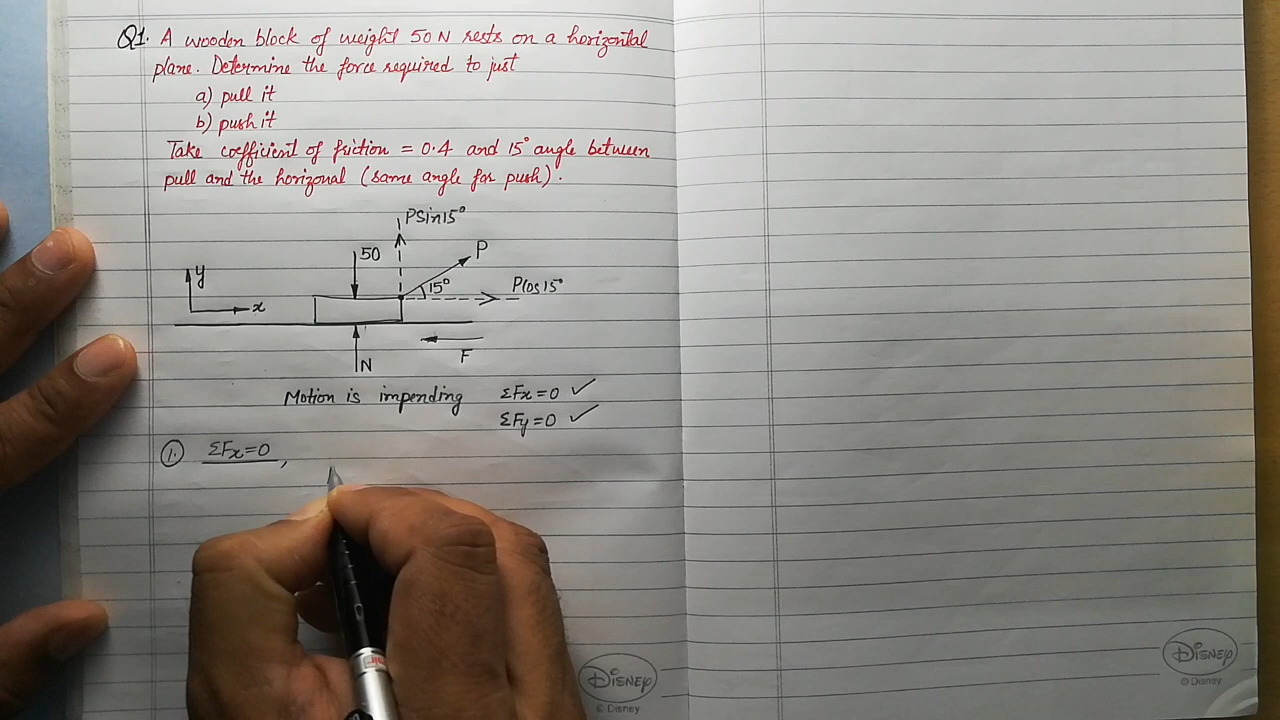 Q1. A wooden block of weight 50 N rests on a horizontal
plane. Determine the force required to just
a) pull it
b) push it
Take coefficient of friction = 0.4 and 15° angle between
pull and the horizonal (same angle for push).
PSin15°
50
P
y
15°
PCos15°
x
F
N
Motion is impending ΣFx=0 ✓
ΣFy=0 ✓
1. ΣFx=0,
DISNEY
© Disney
DISNEY
© Disney